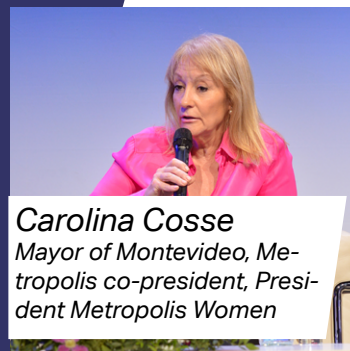 Carolina Cosse
Mayor of Montevideo, Me-
tropolis co-president, Presi-
dent Metropolis Women